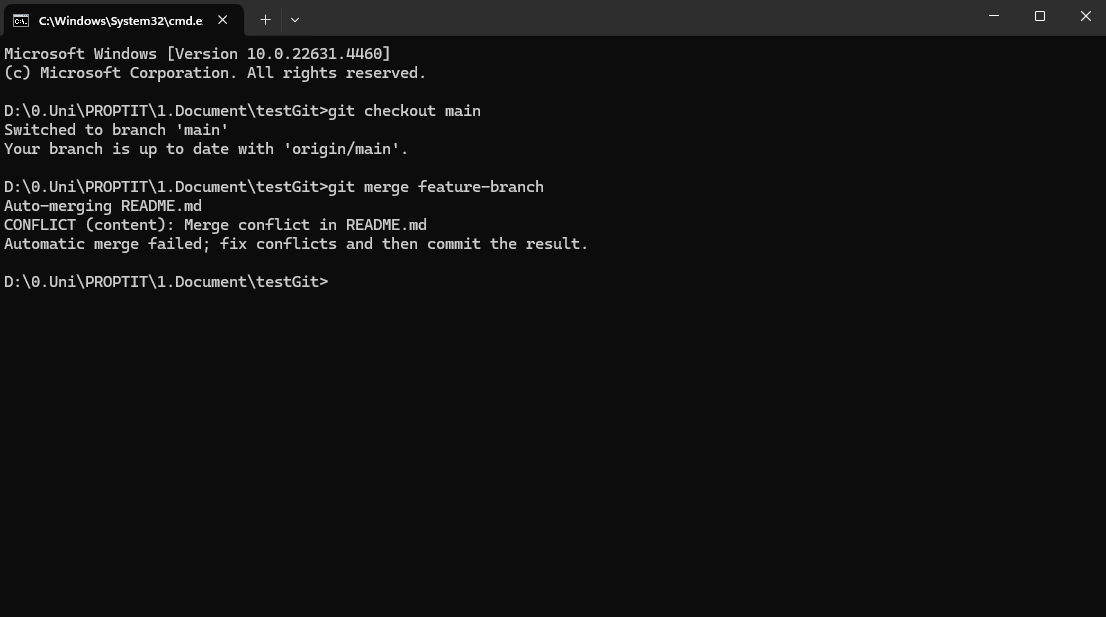 C:\Windows\System32\cmd.e
Microsoft Windows [Version 10.0.22631.4460]
(c) Microsoft Corporation. All rights reserved.
D:\0.Uni\PROPTIT\1.Document\testGit>git checkout main
Switched to branch 'main'
Your branch is up to date with 'origin/main'.
D:\0.Uni\PROPTIT\1.Document\testGit>git merge feature-branch
Auto-merging README.md
CONFLICT (content): Merge conflict in README.md
Automatic merge failed; fix conflicts and then commit the result.
D:\0.Uni\PROPTIT\1.Document\testGit>